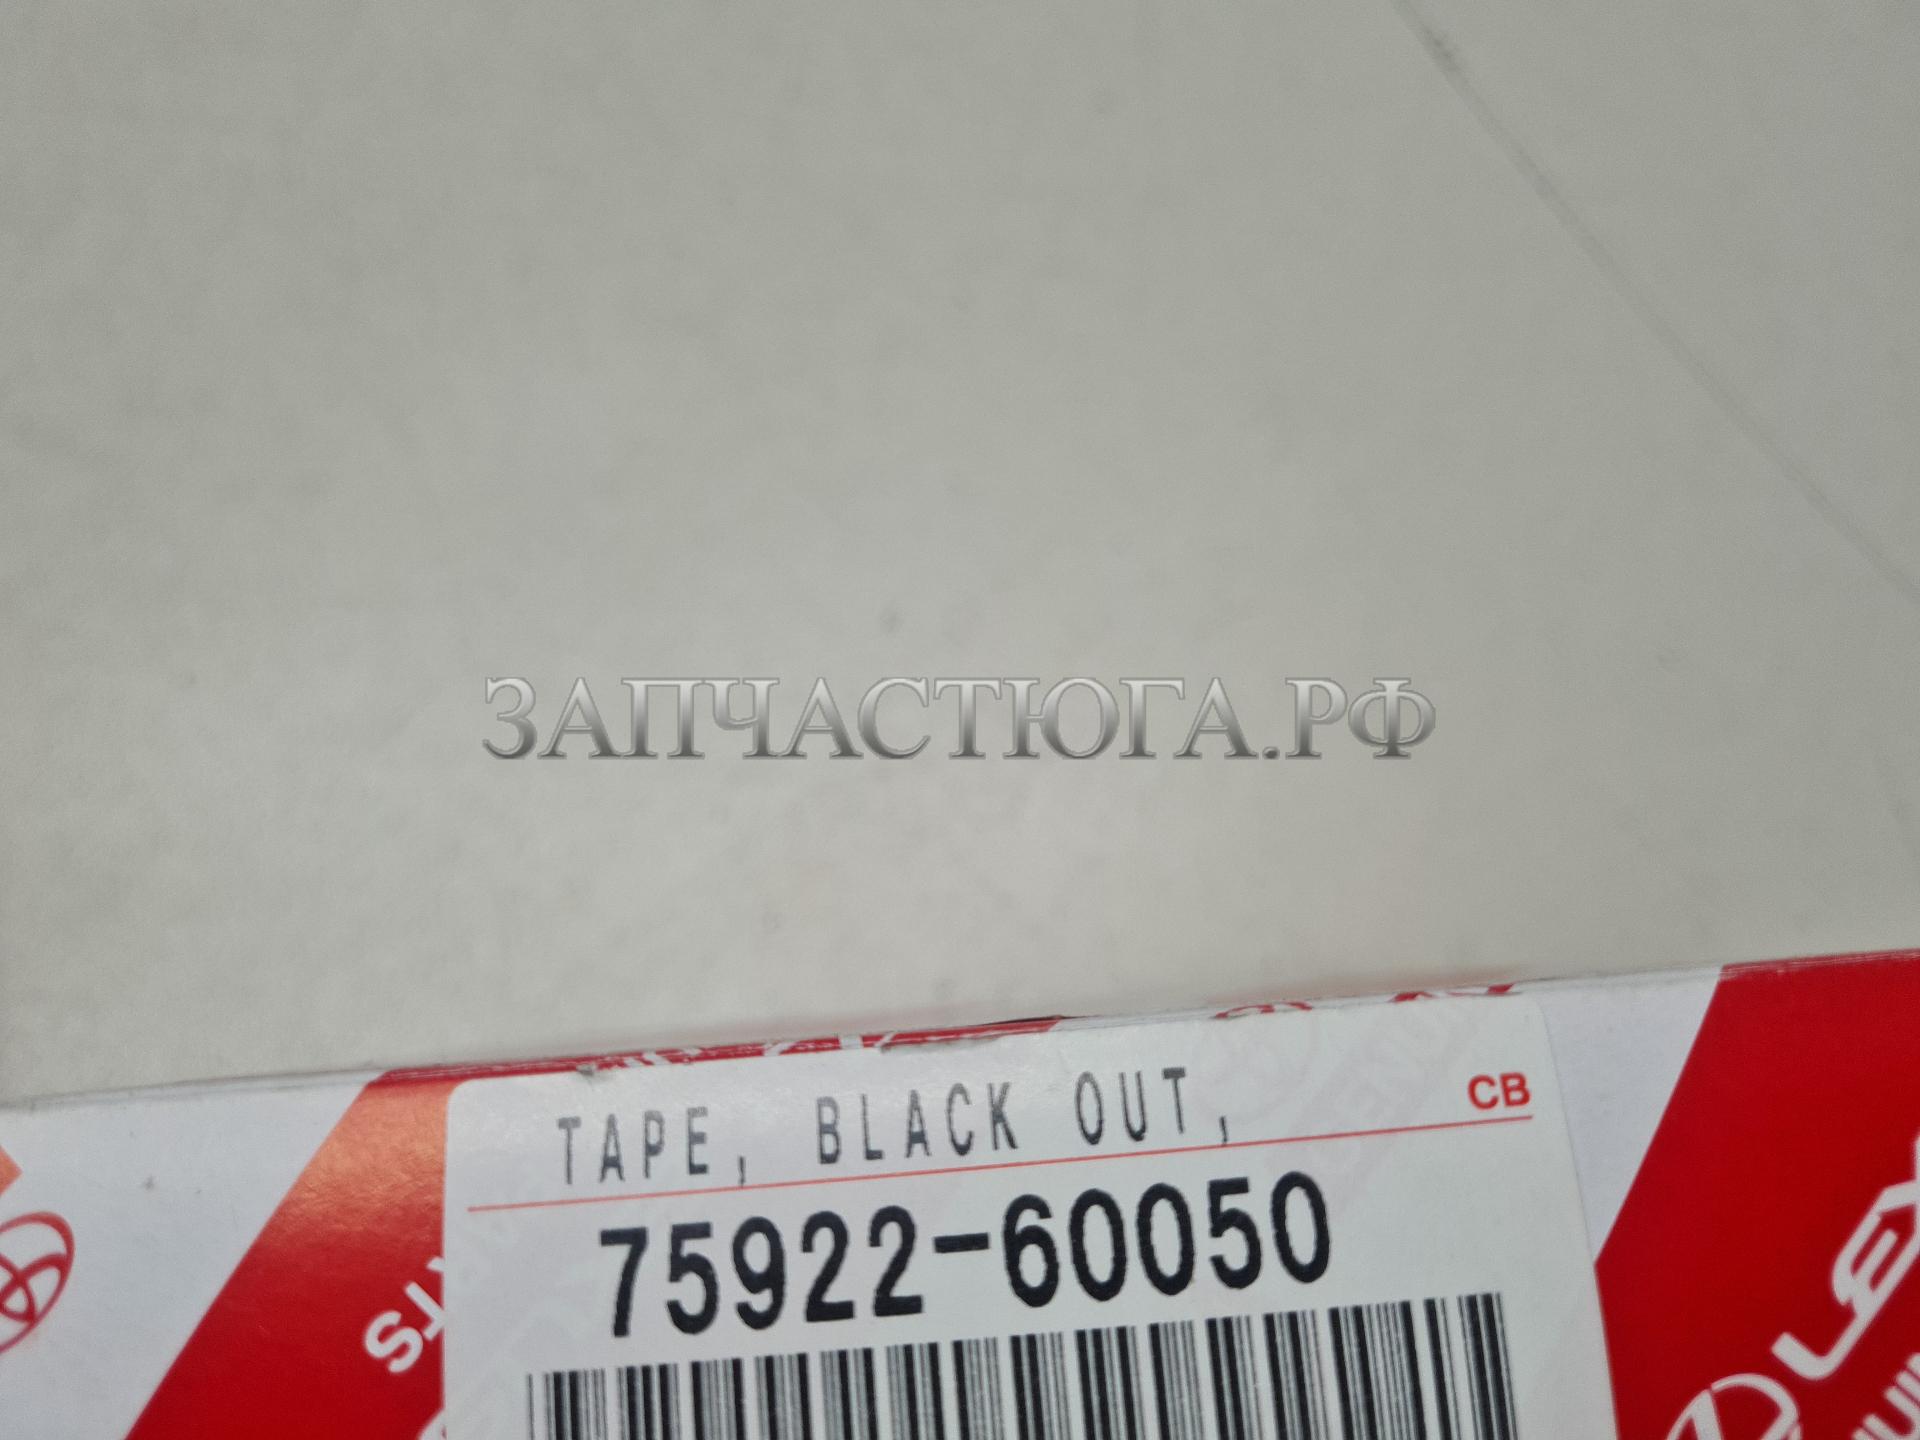 ЗАПЧАСТЮГА.РФ
TAPE, BLACK OUT,
CB
75922-60050